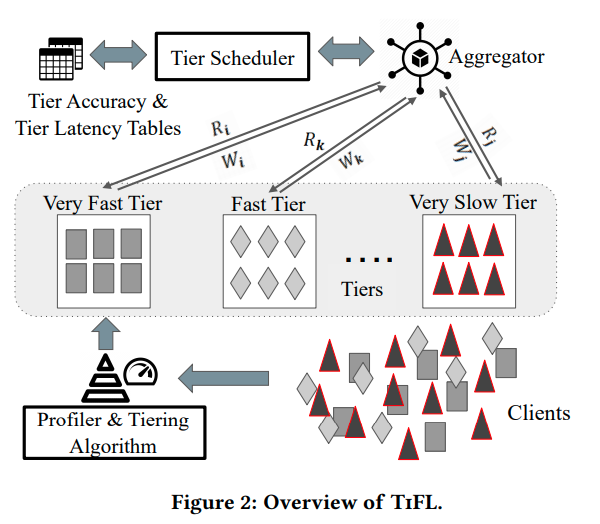 Tier Scheduler
Aggregator
Tier Accuracy &
Tier Latency Tables
Ri
Wi
Rk
Wk
Rj
Wj
Very Fast Tier
Fast Tier
Very Slow Tier
....
Tiers
Clients
Profiler & Tiering
Algorithm
Figure 2: Overview of TiFL.